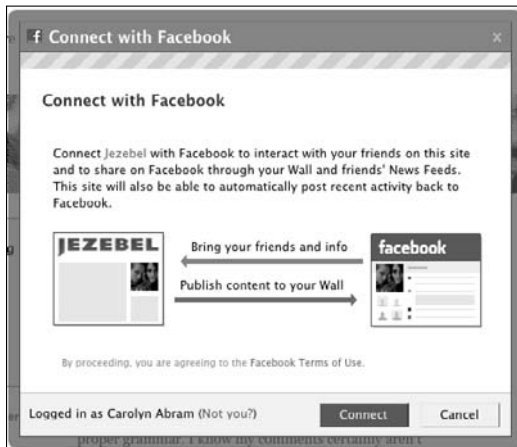 f Connect with Facebook x
Connect with Facebook
Connect Jezebel with Facebook to interact with your friends on this site
and to share on Facebook through your Wall and friends' News Feeds.
This site will also be able to automatically post recent activity back to
Facebook.
JEZEBEL
Bring your friends and info
facebook
Publish content to your Wall
By proceeding, you are agreeing to the Facebook Terms of Use.
Logged in as Carolyn Abram (Not you?) Connect Cancel
proper grammar. I know my comments certainly aren't